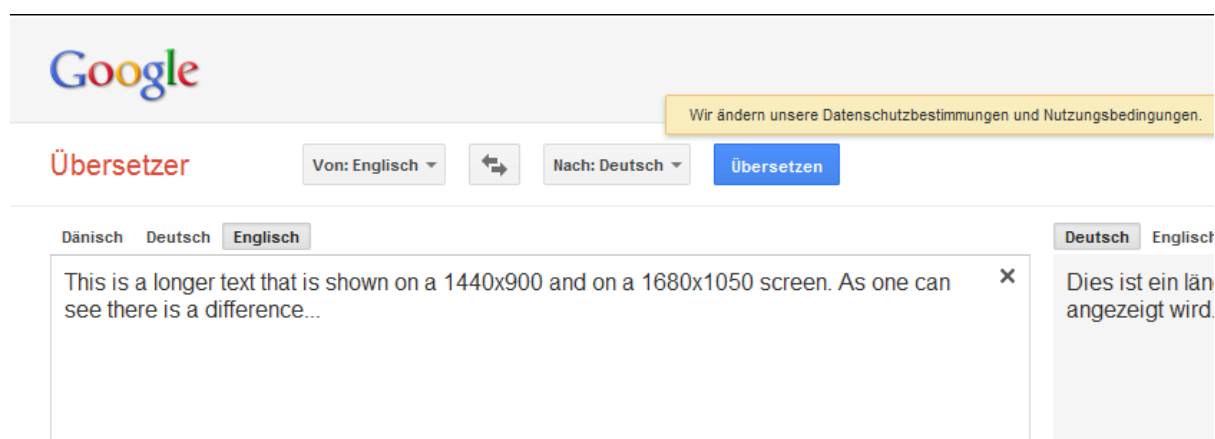 Google
Wir ändern unsere Datenschutzbestimmungen und Nutzungsbedingungen.
Übersetzer Von: Englisch Nach: Deutsch Übersetzen
Dänisch Deutsch Englisch
This is a longer text that is shown on a 1440x900 and on a 1680x1050 screen. As one can
see there is a difference...
Deutsch Englisch
Dies ist ein län
angezeigt wird.